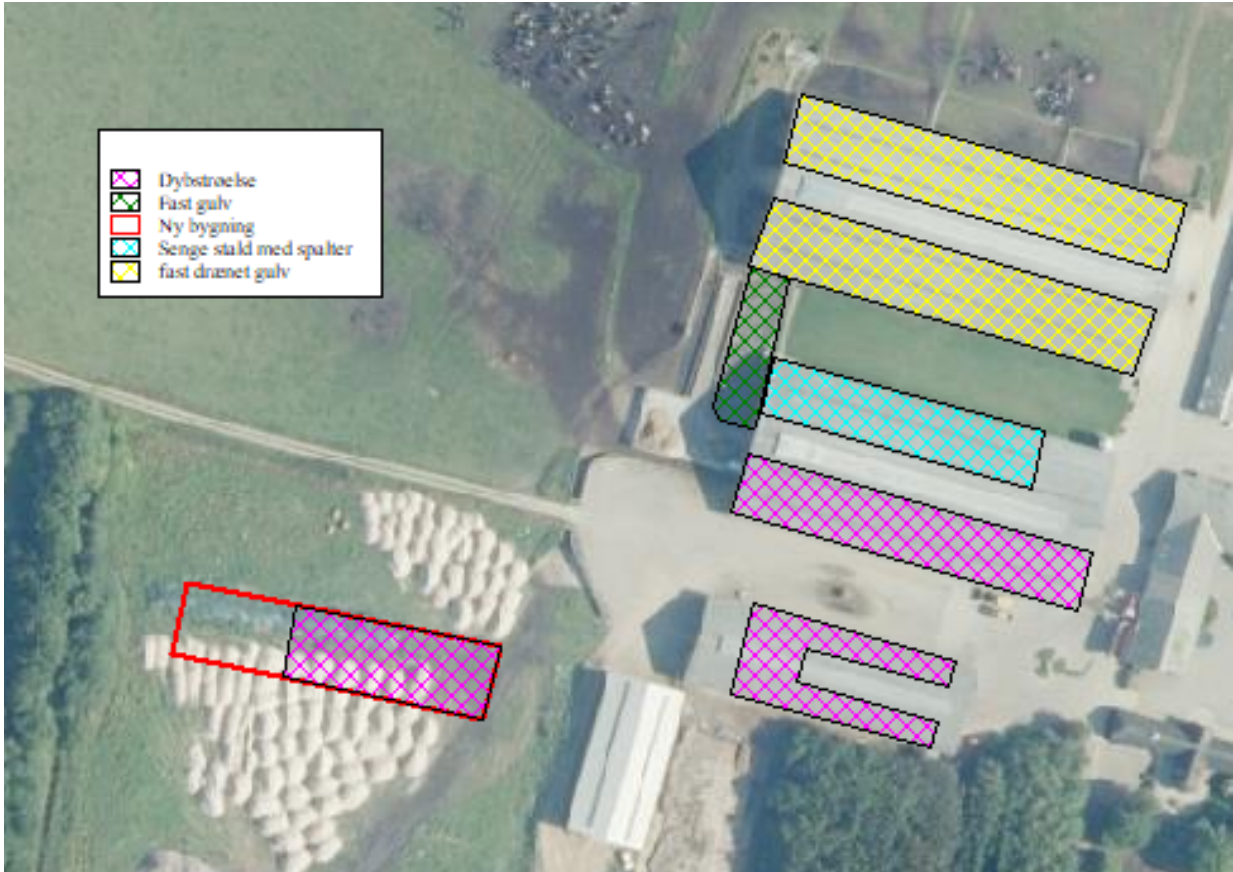 Dybstrøelse
Fast gulv
Ny bygning
Senge stald med spalter
fast drænet gulv